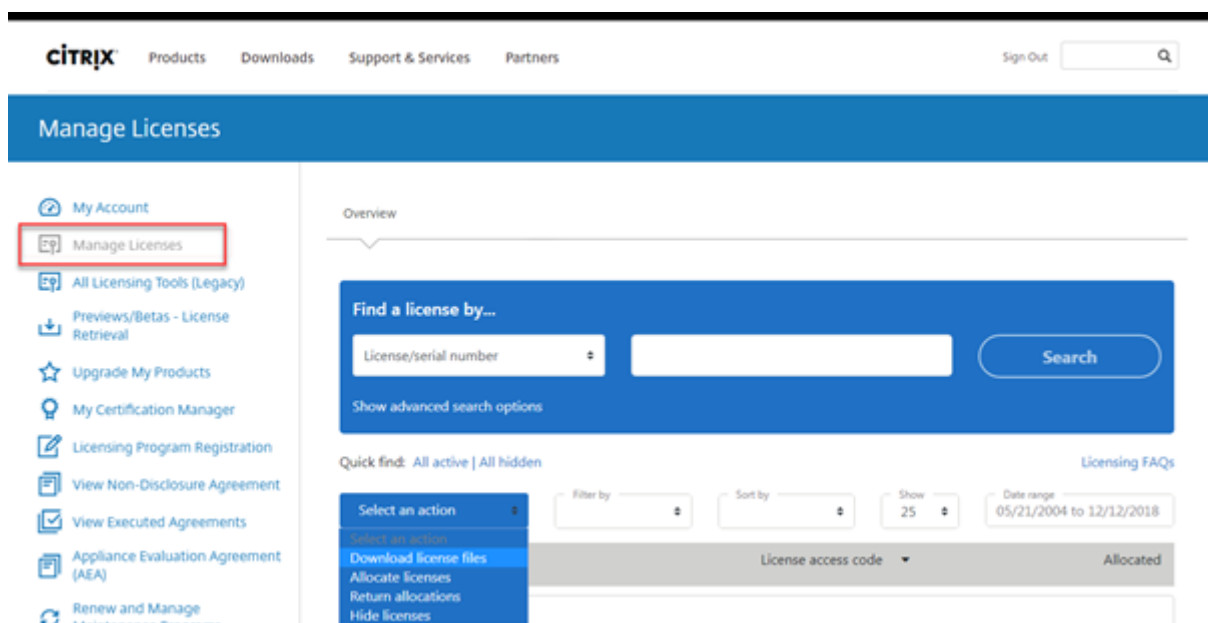 CİTRİX Products Downloads Support & Services Partners Sign Out
Manage Licenses
My Account
Manage Licenses
All Licensing Tools (Legacy)
Previews/Betas - License
Retrieval
Upgrade My Products
My Certification Manager
Licensing Program Registration
View Non-Disclosure Agreement
View Executed Agreements
Appliance Evaluation Agreement
(AEA)
Renew and Manage
Overview
Find a license by...
License/serial number Search
Show advanced search options
Quick find: All active | All hidden Licensing FAQs
Select an action Filter by Sort by Show 25 Date range 05/21/2004 to 12/12/2018
Select an action
Download license files
Allocate licenses
Return allocations
Hide licenses
License access code Allocated